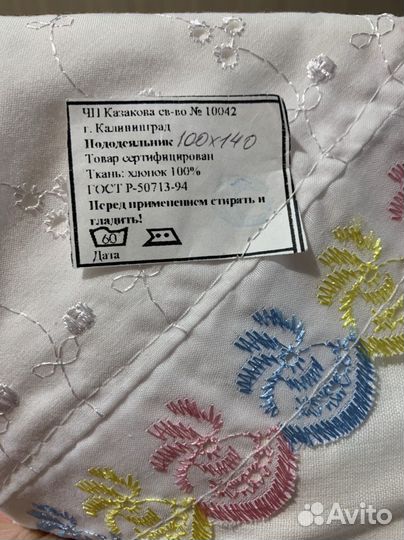 ЧП Казакова св-во № 10042
г. Калининград
Пододеяльник 100х140
Товар сертифицирован
Ткань: хлопок 100%
ГОСТ Р-50713-94
Перед применением стирать и
гладить!
60
Дата
Avito